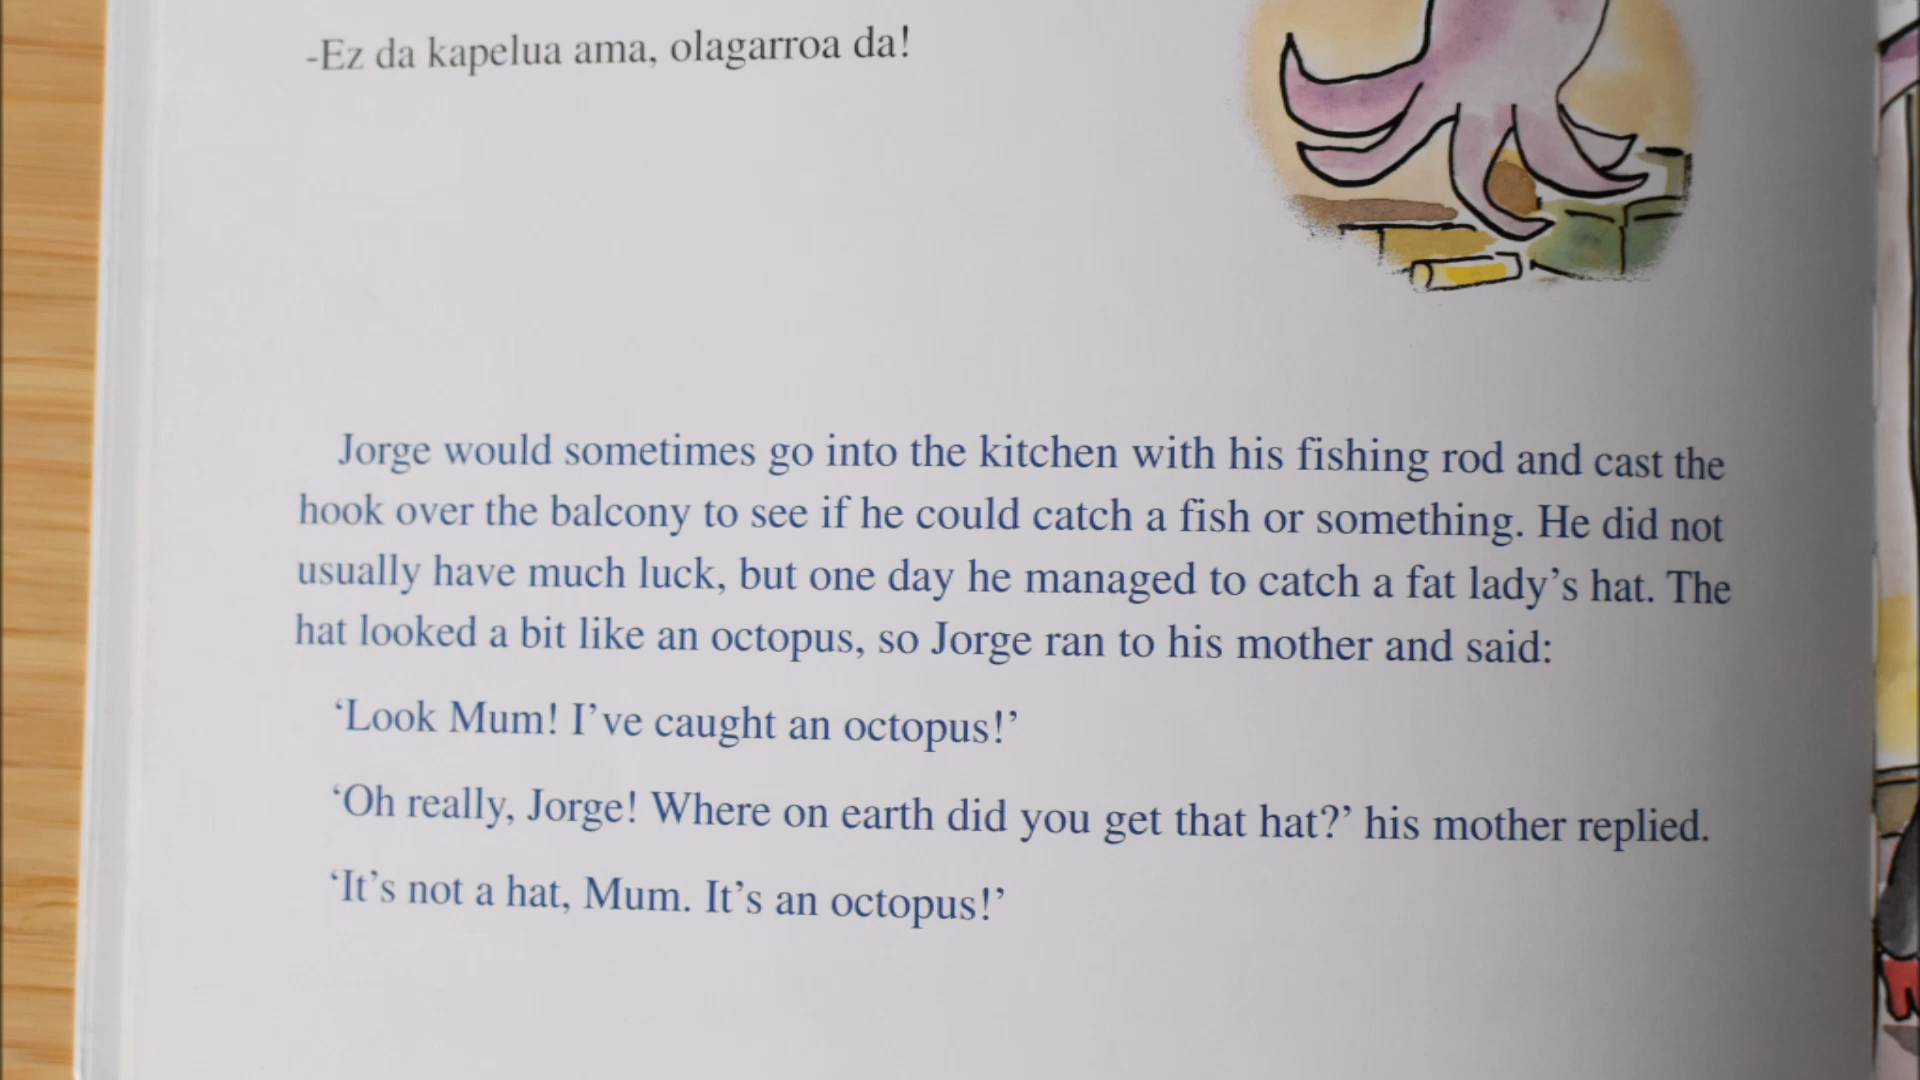 -Ez da kapelua ama, olagarroa da!
Jorge would sometimes go into the kitchen with his fishing rod and cast the
hook over the balcony to see if he could catch a fish or something. He did not
usually have much luck, but one day he managed to catch a fat lady’s hat. The
hat looked a bit like an octopus, so Jorge ran to his mother and said:
‘Look Mum! I’ve caught an octopus!’
‘Oh really, Jorge! Where on earth did you get that hat?’ his mother replied.
‘It’s not a hat, Mum. It’s an octopus!’